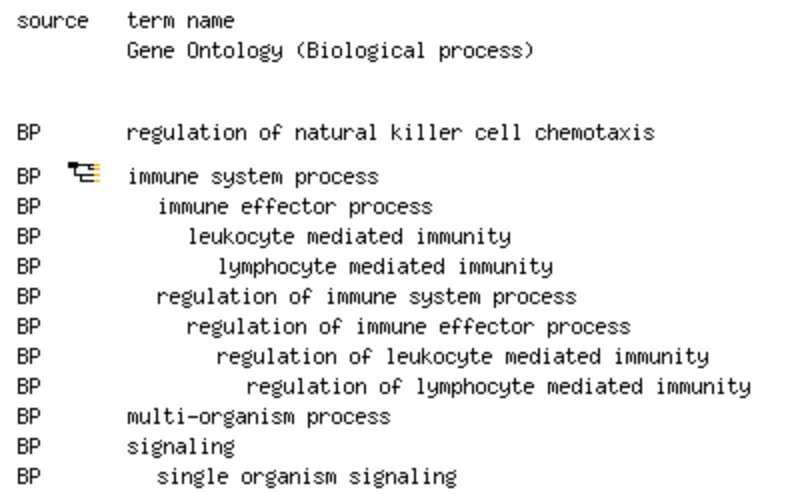 source term name
Gene Ontology (Biological process)
BP regulation of natural killer cell chemotaxis
BP immune system process
BP immune effector process
BP leukocyte mediated immunity
BP lymphocyte mediated immunity
BP regulation of immune system process
BP regulation of immune effector process
BP regulation of leukocyte mediated immunity
BP regulation of lymphocyte mediated immunity
BP multi-organism process
BP signaling
BP single organism signaling